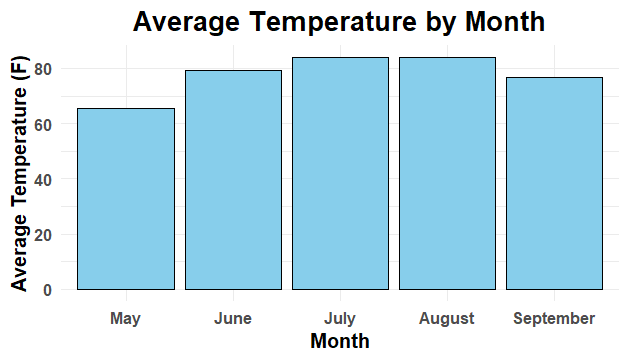 Average Temperature by Month
Average Temperature (F)
80
60
40
20
0
May June July August September
Month